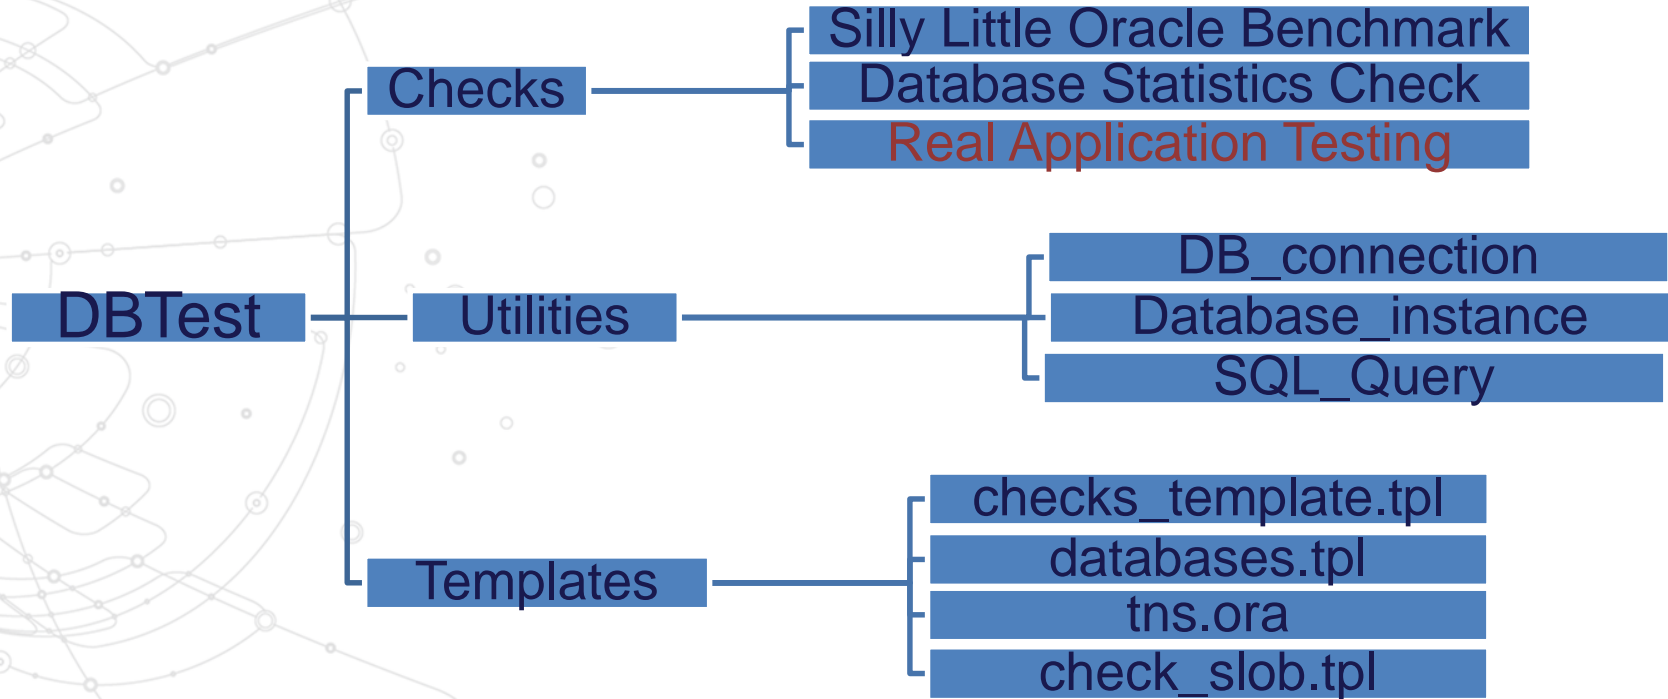 DBTest
Checks
Silly Little Oracle Benchmark
Database Statistics Check
Real Application Testing
Utilities
DB_connection
Database_instance
SQL_Query
Templates
checks_template.tpl
databases.tpl
tns.ora
check_slob.tpl